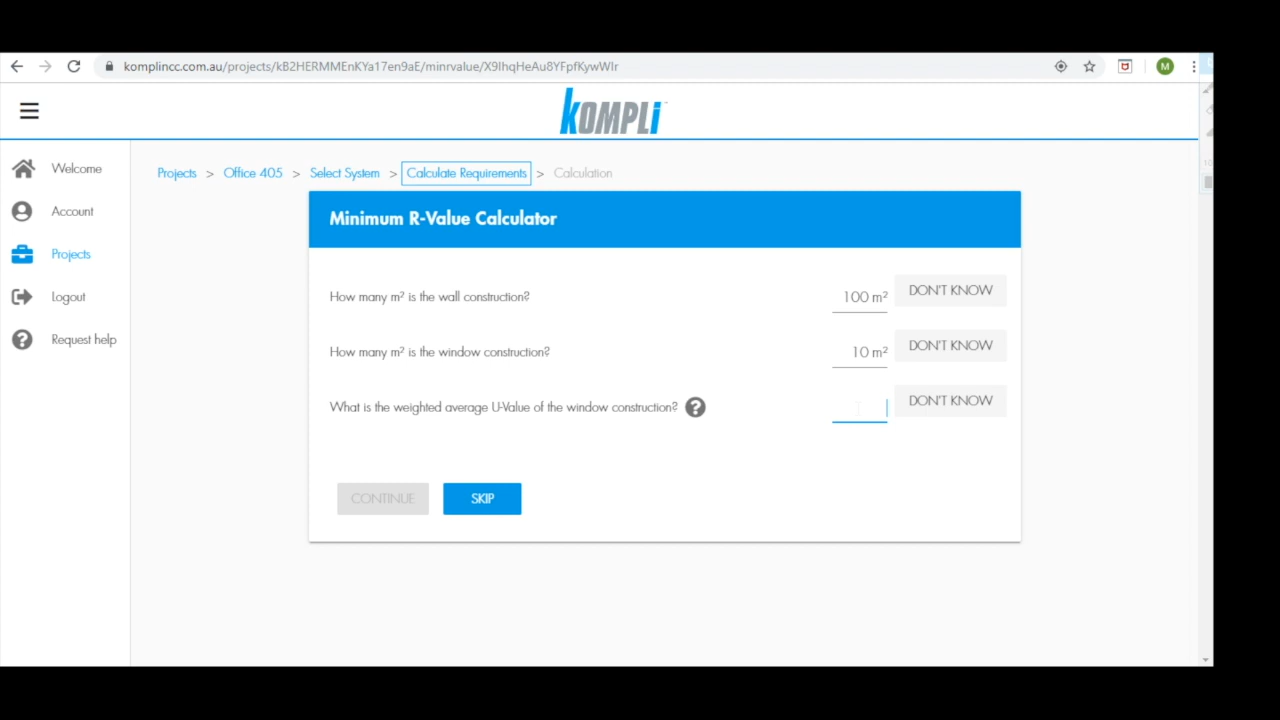 komplincc.com.au/projects/kB2HERMMEnKYa17en9aE/minrvalue/X9IhqHeAu8YFpfKywWIr
M
KOMPLi
Welcome
Account
Projects
Logout
Request help
Projects > Office 405 > Select System > Calculate Requirements > Calculation
Minimum R-Value Calculator
How many m² is the wall construction? 100 m² DON'T KNOW
How many m² is the window construction? 10 m² DON'T KNOW
What is the weighted average U-Value of the window construction? ? DON'T KNOW
CONTINUE SKIP